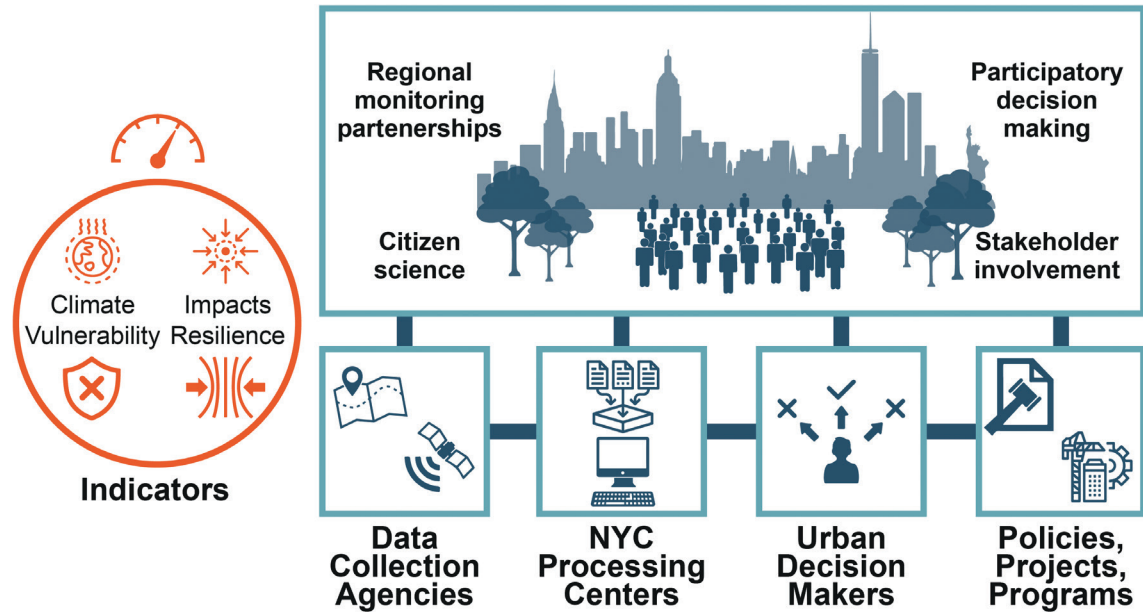 Regional
monitoring
partenerships
Participatory
decision
making
Citizen
science
Stakeholder
involvement
Climate
Vulnerability
Impacts
Resilience
Indicators
Data
Collection
Agencies
NYC
Processing
Centers
Urban
Decision
Makers
Policies,
Projects,
Programs